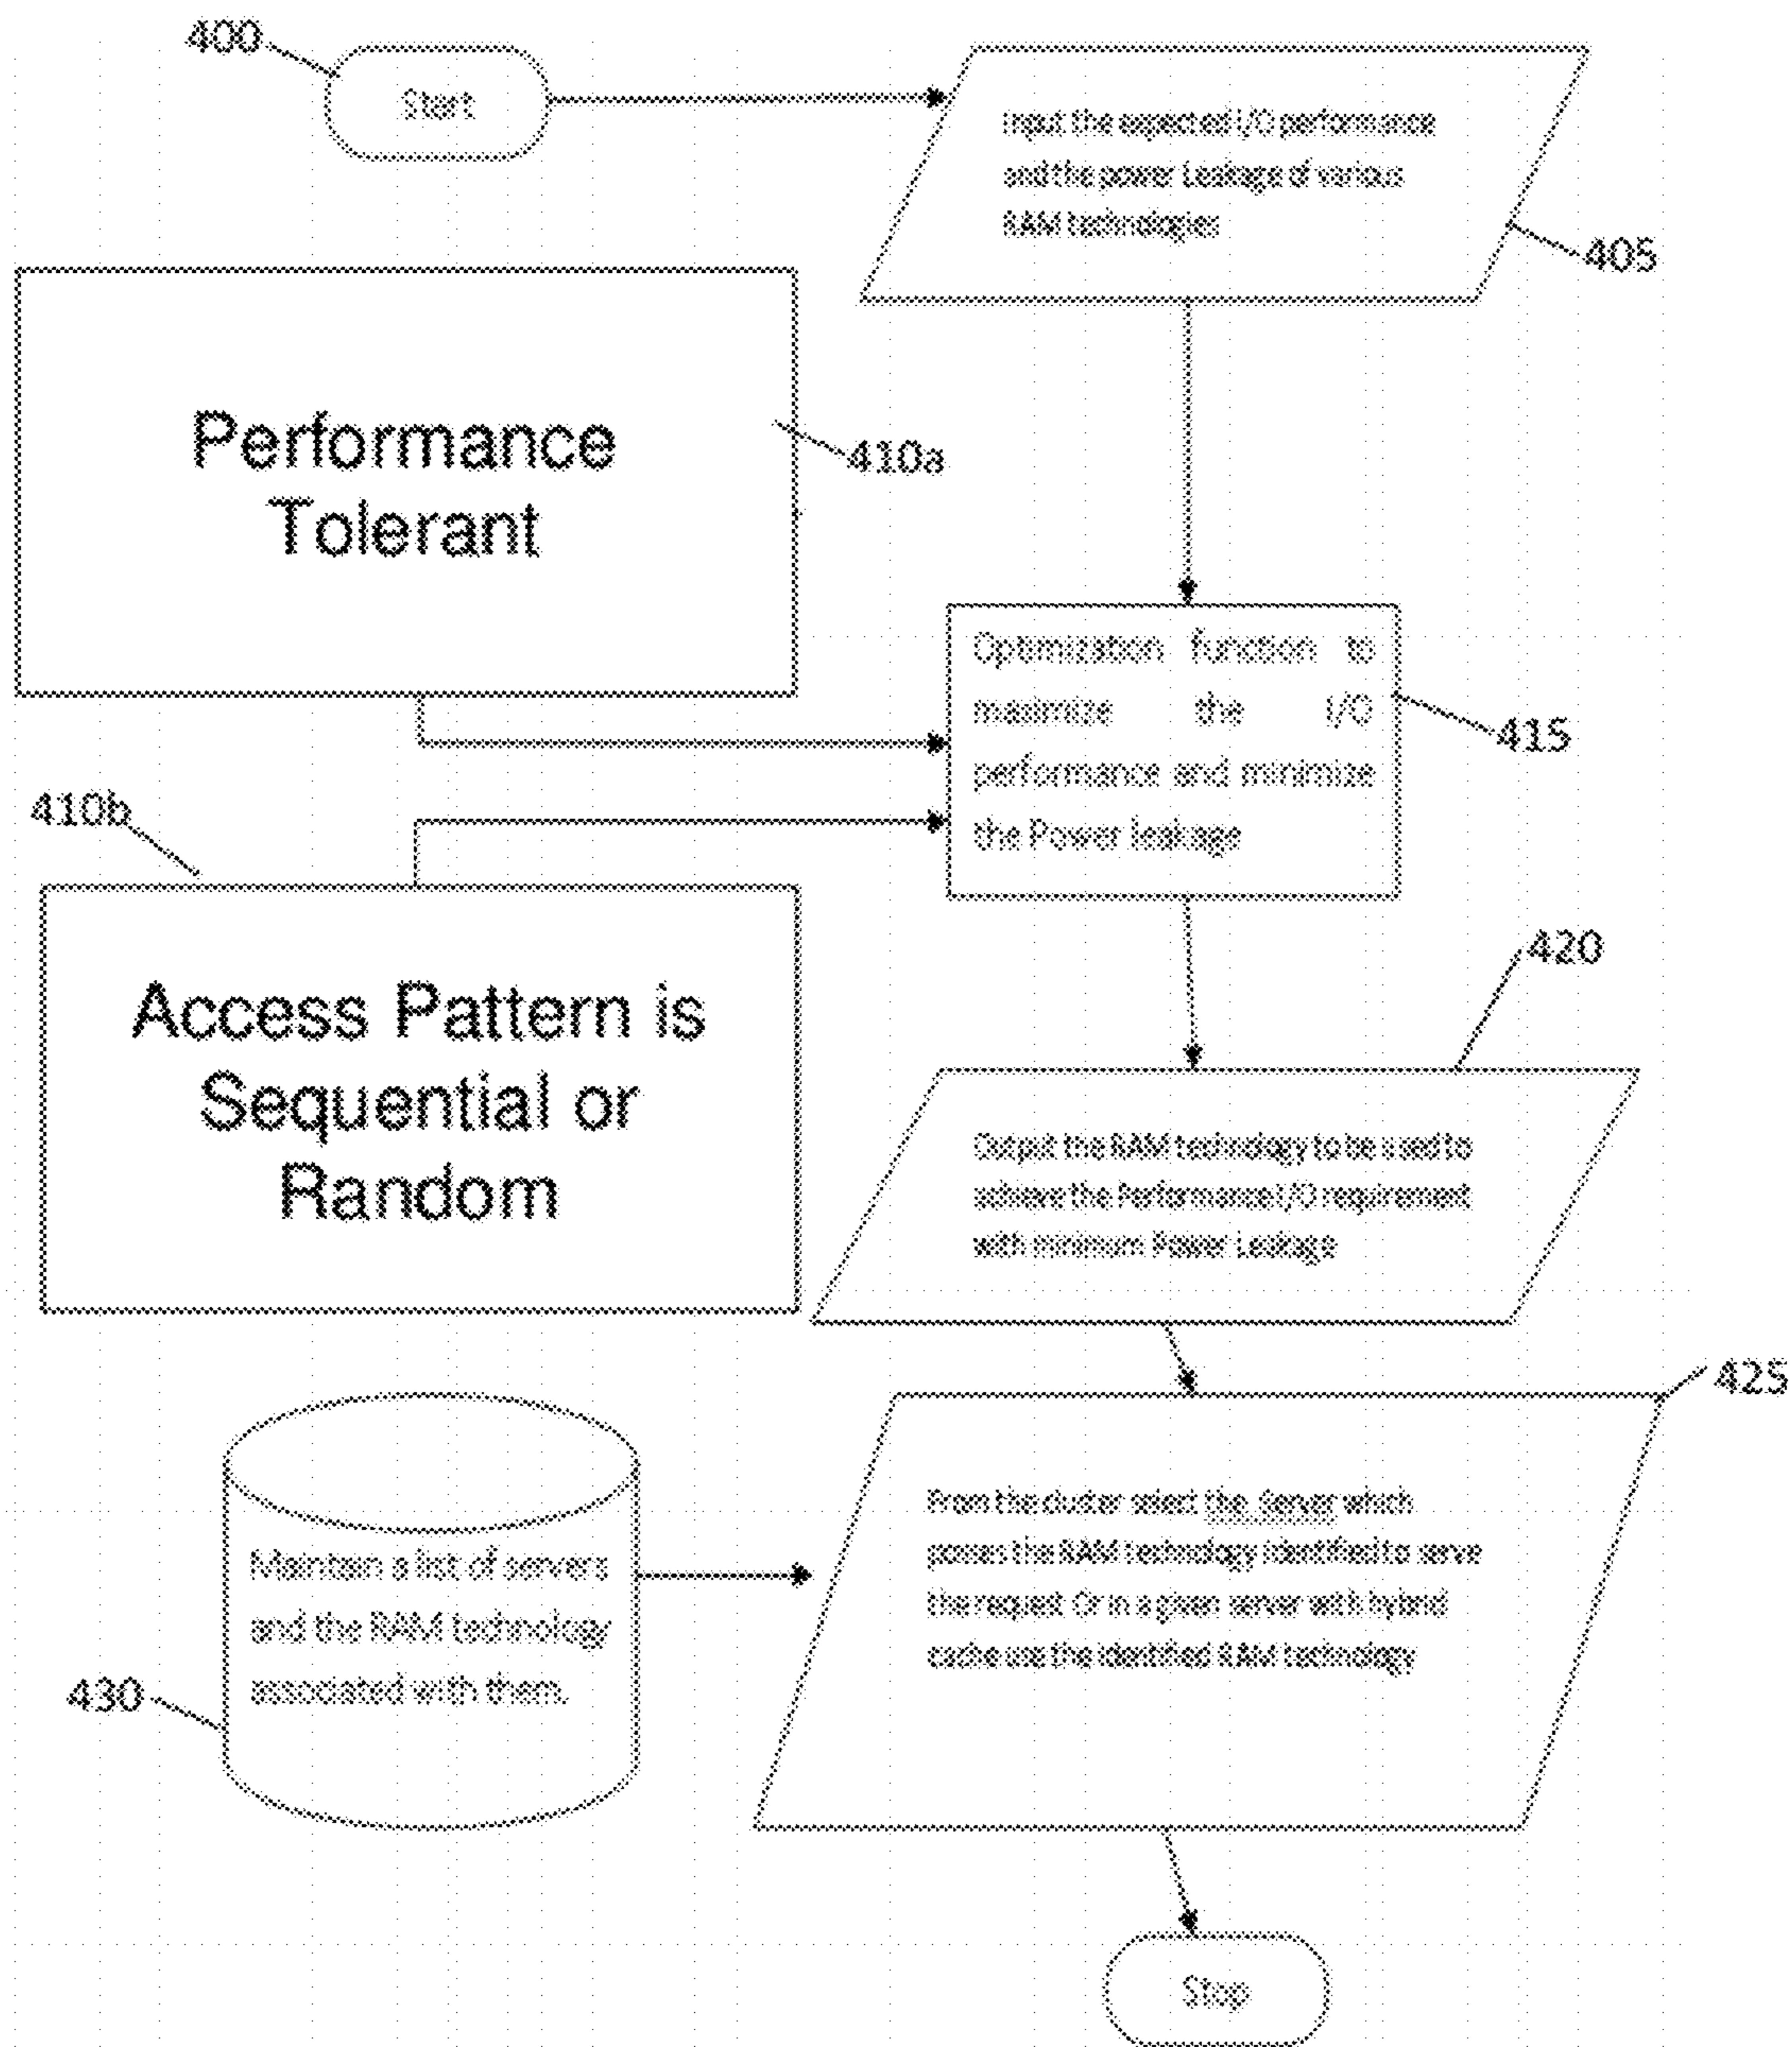 400
Start
Input the expected I/O performance
and the power Leakage of various
RAM technologies
405
Performance
Tolerant
410a
Optimization function to
maximize the I/O
performance and minimize
the Power leakage
415
410b
Access Pattern is
Sequential or
Random
420
Output the RAM technology to be used to
achieve the Performance I/O requirement
with minimum Power Leakage
425
From the cluster select the Server which
posses the RAM technology identified to serve
the request Or in a given server with hybrid
cache use the identified RAM technology
Maintain a list of servers
and the RAM technology
associated with them.
430
Stop